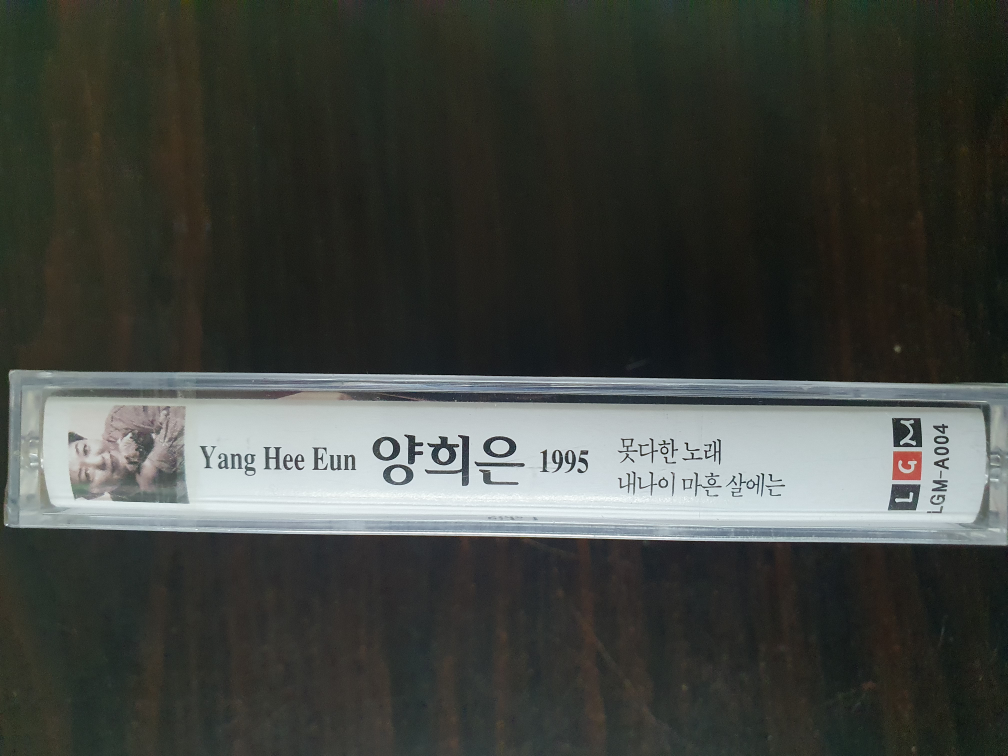 Yang Hee Eun 양희은 1995
못다한 노래
내나이 마흔 살에는
LGM
LGM-A004